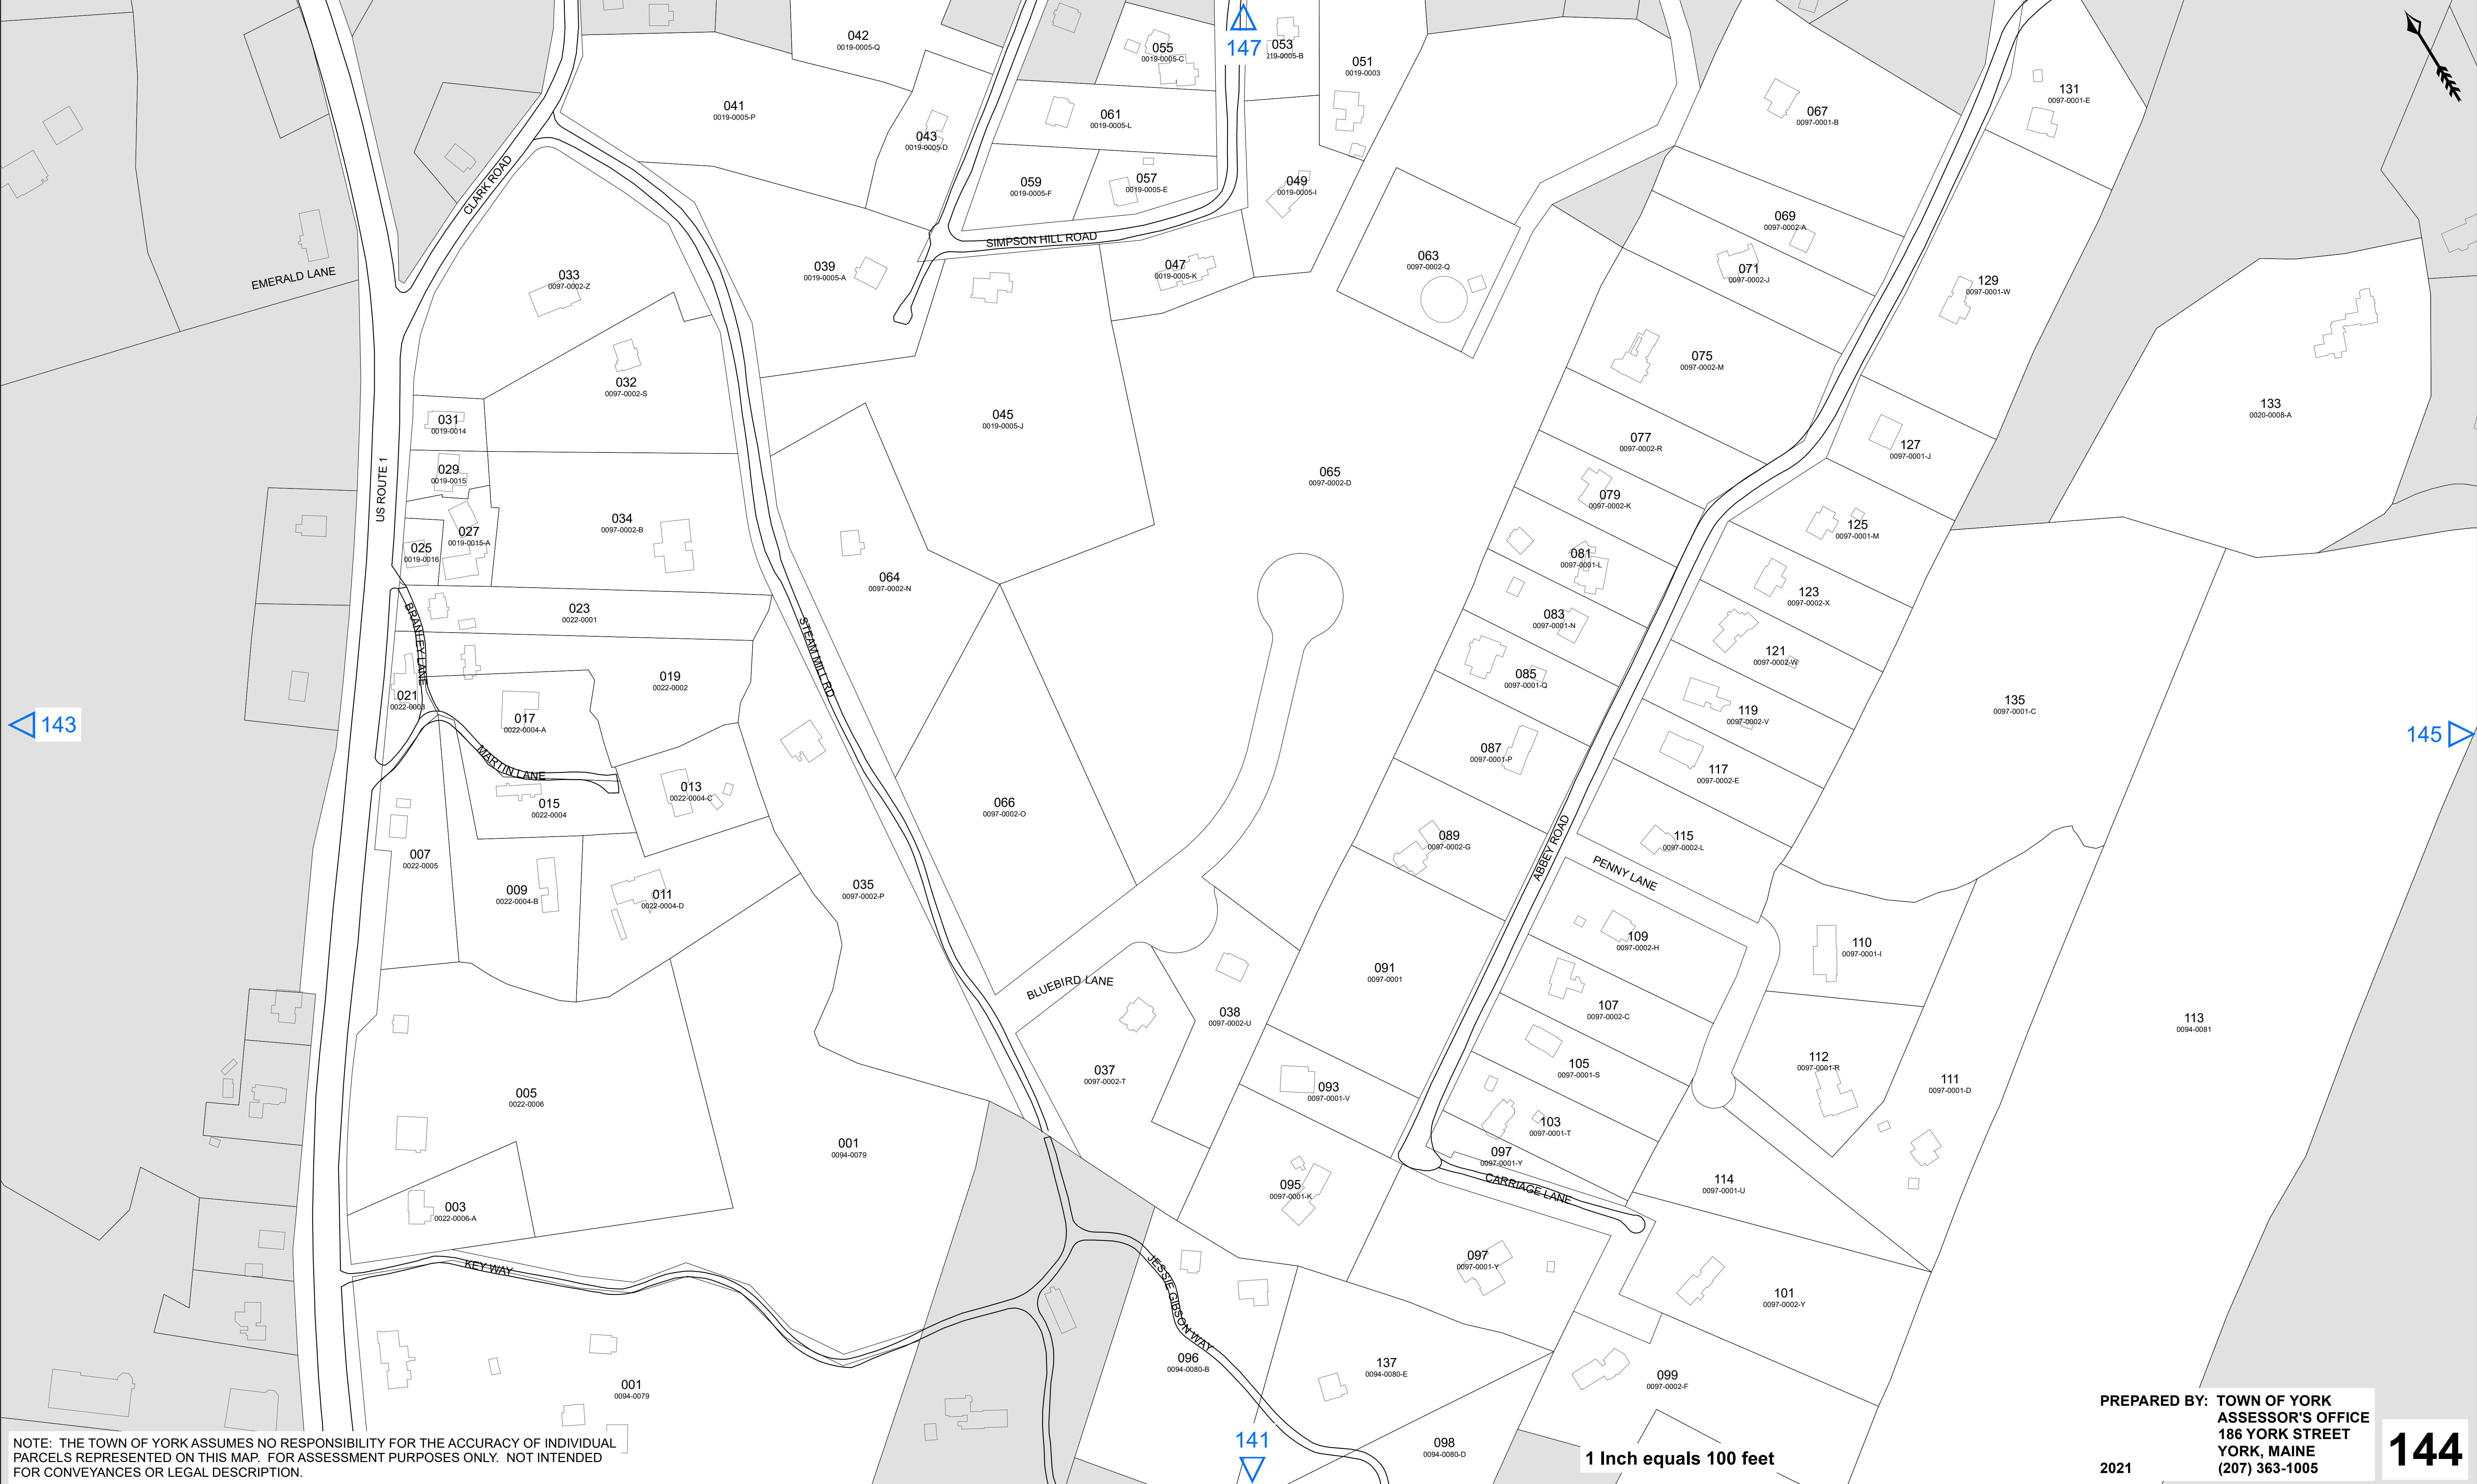 042
0019-0005-Q
055
0019-0005-C
147
053
019-0005-B
051
0019-0003
041
0019-0005-P
043
0019-0005-D
061
0019-0005-L
067
0097-0001-B
131
0097-0001-E
CLARK ROAD
059
0019-0005-F
057
0019-0005-E
049
0019-0005-I
069
0097-0002-A
SIMPSON HILL ROAD
EMERALD LANE
033
0097-0002-Z
039
0019-0005-A
047
0019-0005-K
063
0097-0002-Q
071
0097-0002-J
129
0097-0001-W
032
0097-0002-S
075
0097-0002-M
031
0019-0014
045
0019-0005-J
133
0020-0008-A
US ROUTE 1
029
0019-0015
065
0097-0002-D
077
0097-0002-R
127
0097-0001-J
034
0097-0002-B
027
0019-0015-A
025
0019-0016
079
0097-0002-K
125
0097-0001-M
064
0097-0002-N
081
0097-0001-L
123
0097-0002-X
BRANLEY LANE
023
0022-0001
STEAM MILL RD
083
0097-0001-N
121
0097-0002-W
019
0022-0002
085
0097-0001-Q
021
0022-0003
135
0097-0001-C
143
017
0022-0004-A
119
0097-0002-V
145
087
0097-0001-P
MARTIN LANE
117
0097-0002-E
015
0022-0004
013
0022-0004-C
066
0097-0002-O
089
0097-0002-G
ABBEY ROAD
115
0097-0002-L
007
0022-0005
PENNY LANE
009
0022-0004-B
011
0022-0004-D
035
0097-0002-P
109
0097-0002-H
110
0097-0001-I
BLUEBIRD LANE
091
0097-0001
038
0097-0002-U
107
0097-0002-C
113
0094-0081
037
0097-0002-T
105
0097-0001-S
112
0097-0001-R
111
0097-0001-D
005
0022-0006
093
0097-0001-V
103
0097-0001-T
001
0094-0079
097
0097-0001-Y
095
0097-0001-K
CARRIAGE LANE
114
0097-0001-U
003
0022-0006-A
KEY WAY
JESSIE GIBSON WAY
097
0097-0001-Y
101
0097-0002-Y
096
0094-0080-B
137
0094-0080-E
099
0097-0002-F
001
0094-0079
141
098
0094-0080-D
NOTE: THE TOWN OF YORK ASSUMES NO RESPONSIBILITY FOR THE ACCURACY OF INDIVIDUAL
PARCELS REPRESENTED ON THIS MAP. FOR ASSESSMENT PURPOSES ONLY. NOT INTENDED
FOR CONVEYANCES OR LEGAL DESCRIPTION.
1 Inch equals 100 feet
PREPARED BY: TOWN OF YORK
ASSESSOR'S OFFICE
186 YORK STREET
YORK, MAINE
2021 (207) 363-1005
144